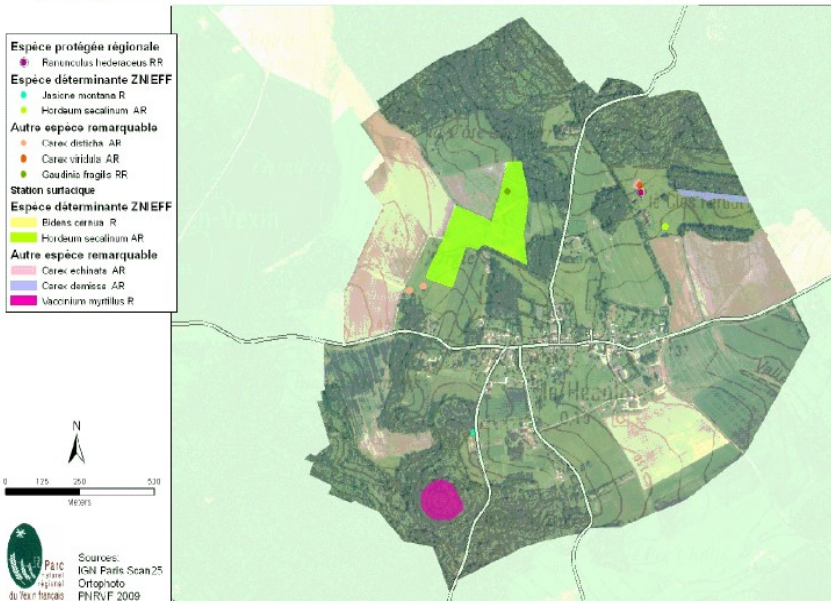 Espèce protégée régionale
Ranunculus hederaceus RR
Espèce déterminante ZNIEFF
Jasione montana R
Hordeum secalinum AR
Autre espèce remarquable
Carex disticha AR
Carex viridula AR
Gaudinia fragilis RR
Station surfacique
Espèce déterminante ZNIEFF
Bidens cernua R
Hordeum secalinum AR
Autre espèce remarquable
Carex echinata AR
Carex demissa AR
Vaccinium myrtillus R
N
0 125 250 500
Meters
Parc
naturel
régional
du Vexin français
Sources:
IGN Paris Scan25
Ortophoto
PNRVF 2009